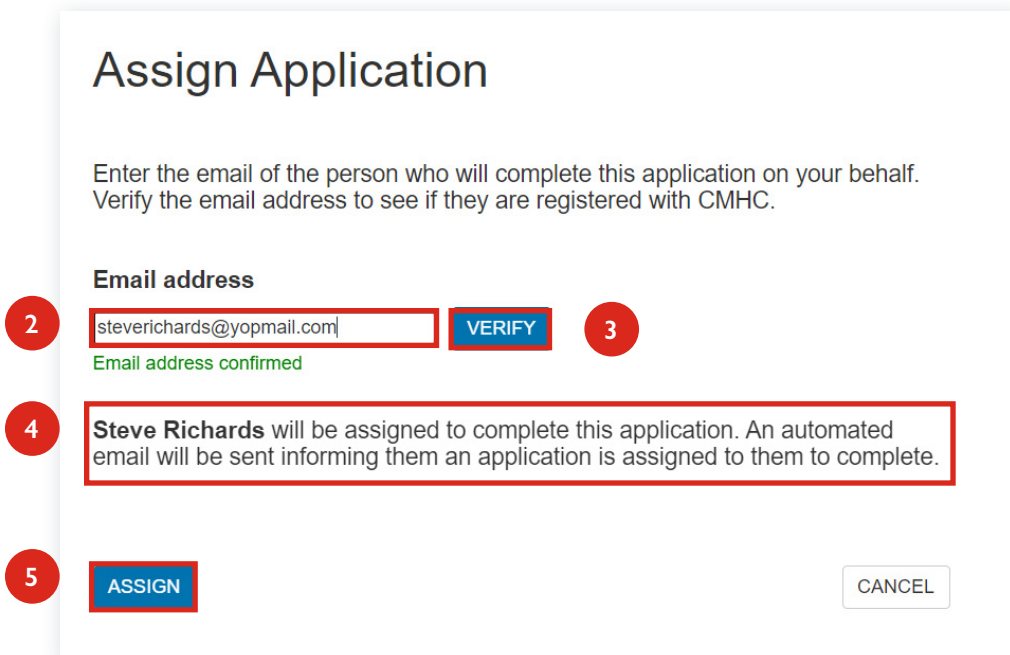 Assign Application
Enter the email of the person who will complete this application on your behalf.
Verify the email address to see if they are registered with CMHC.
Email address
2 steverichards@yopmail.com VERIFY 3
Email address confirmed
4 Steve Richards will be assigned to complete this application. An automated
email will be sent informing them an application is assigned to them to complete.
5 ASSIGN CANCEL